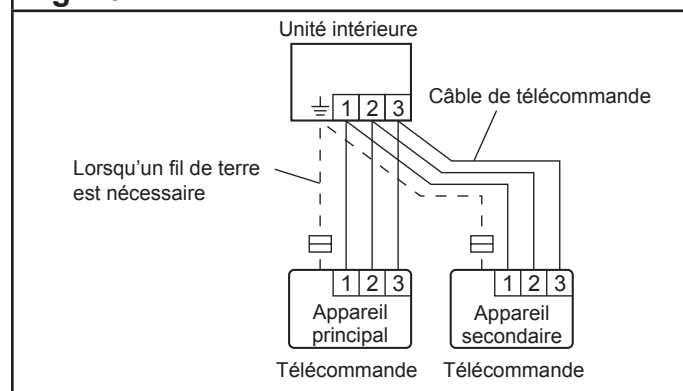 Unité intérieure
1 2 3
Câble de télécommande
Lorsqu'un fil de terre
est nécessaire
1 2 3
Appareil
principal
1 2 3
Appareil
secondaire
Télécommande
Télécommande